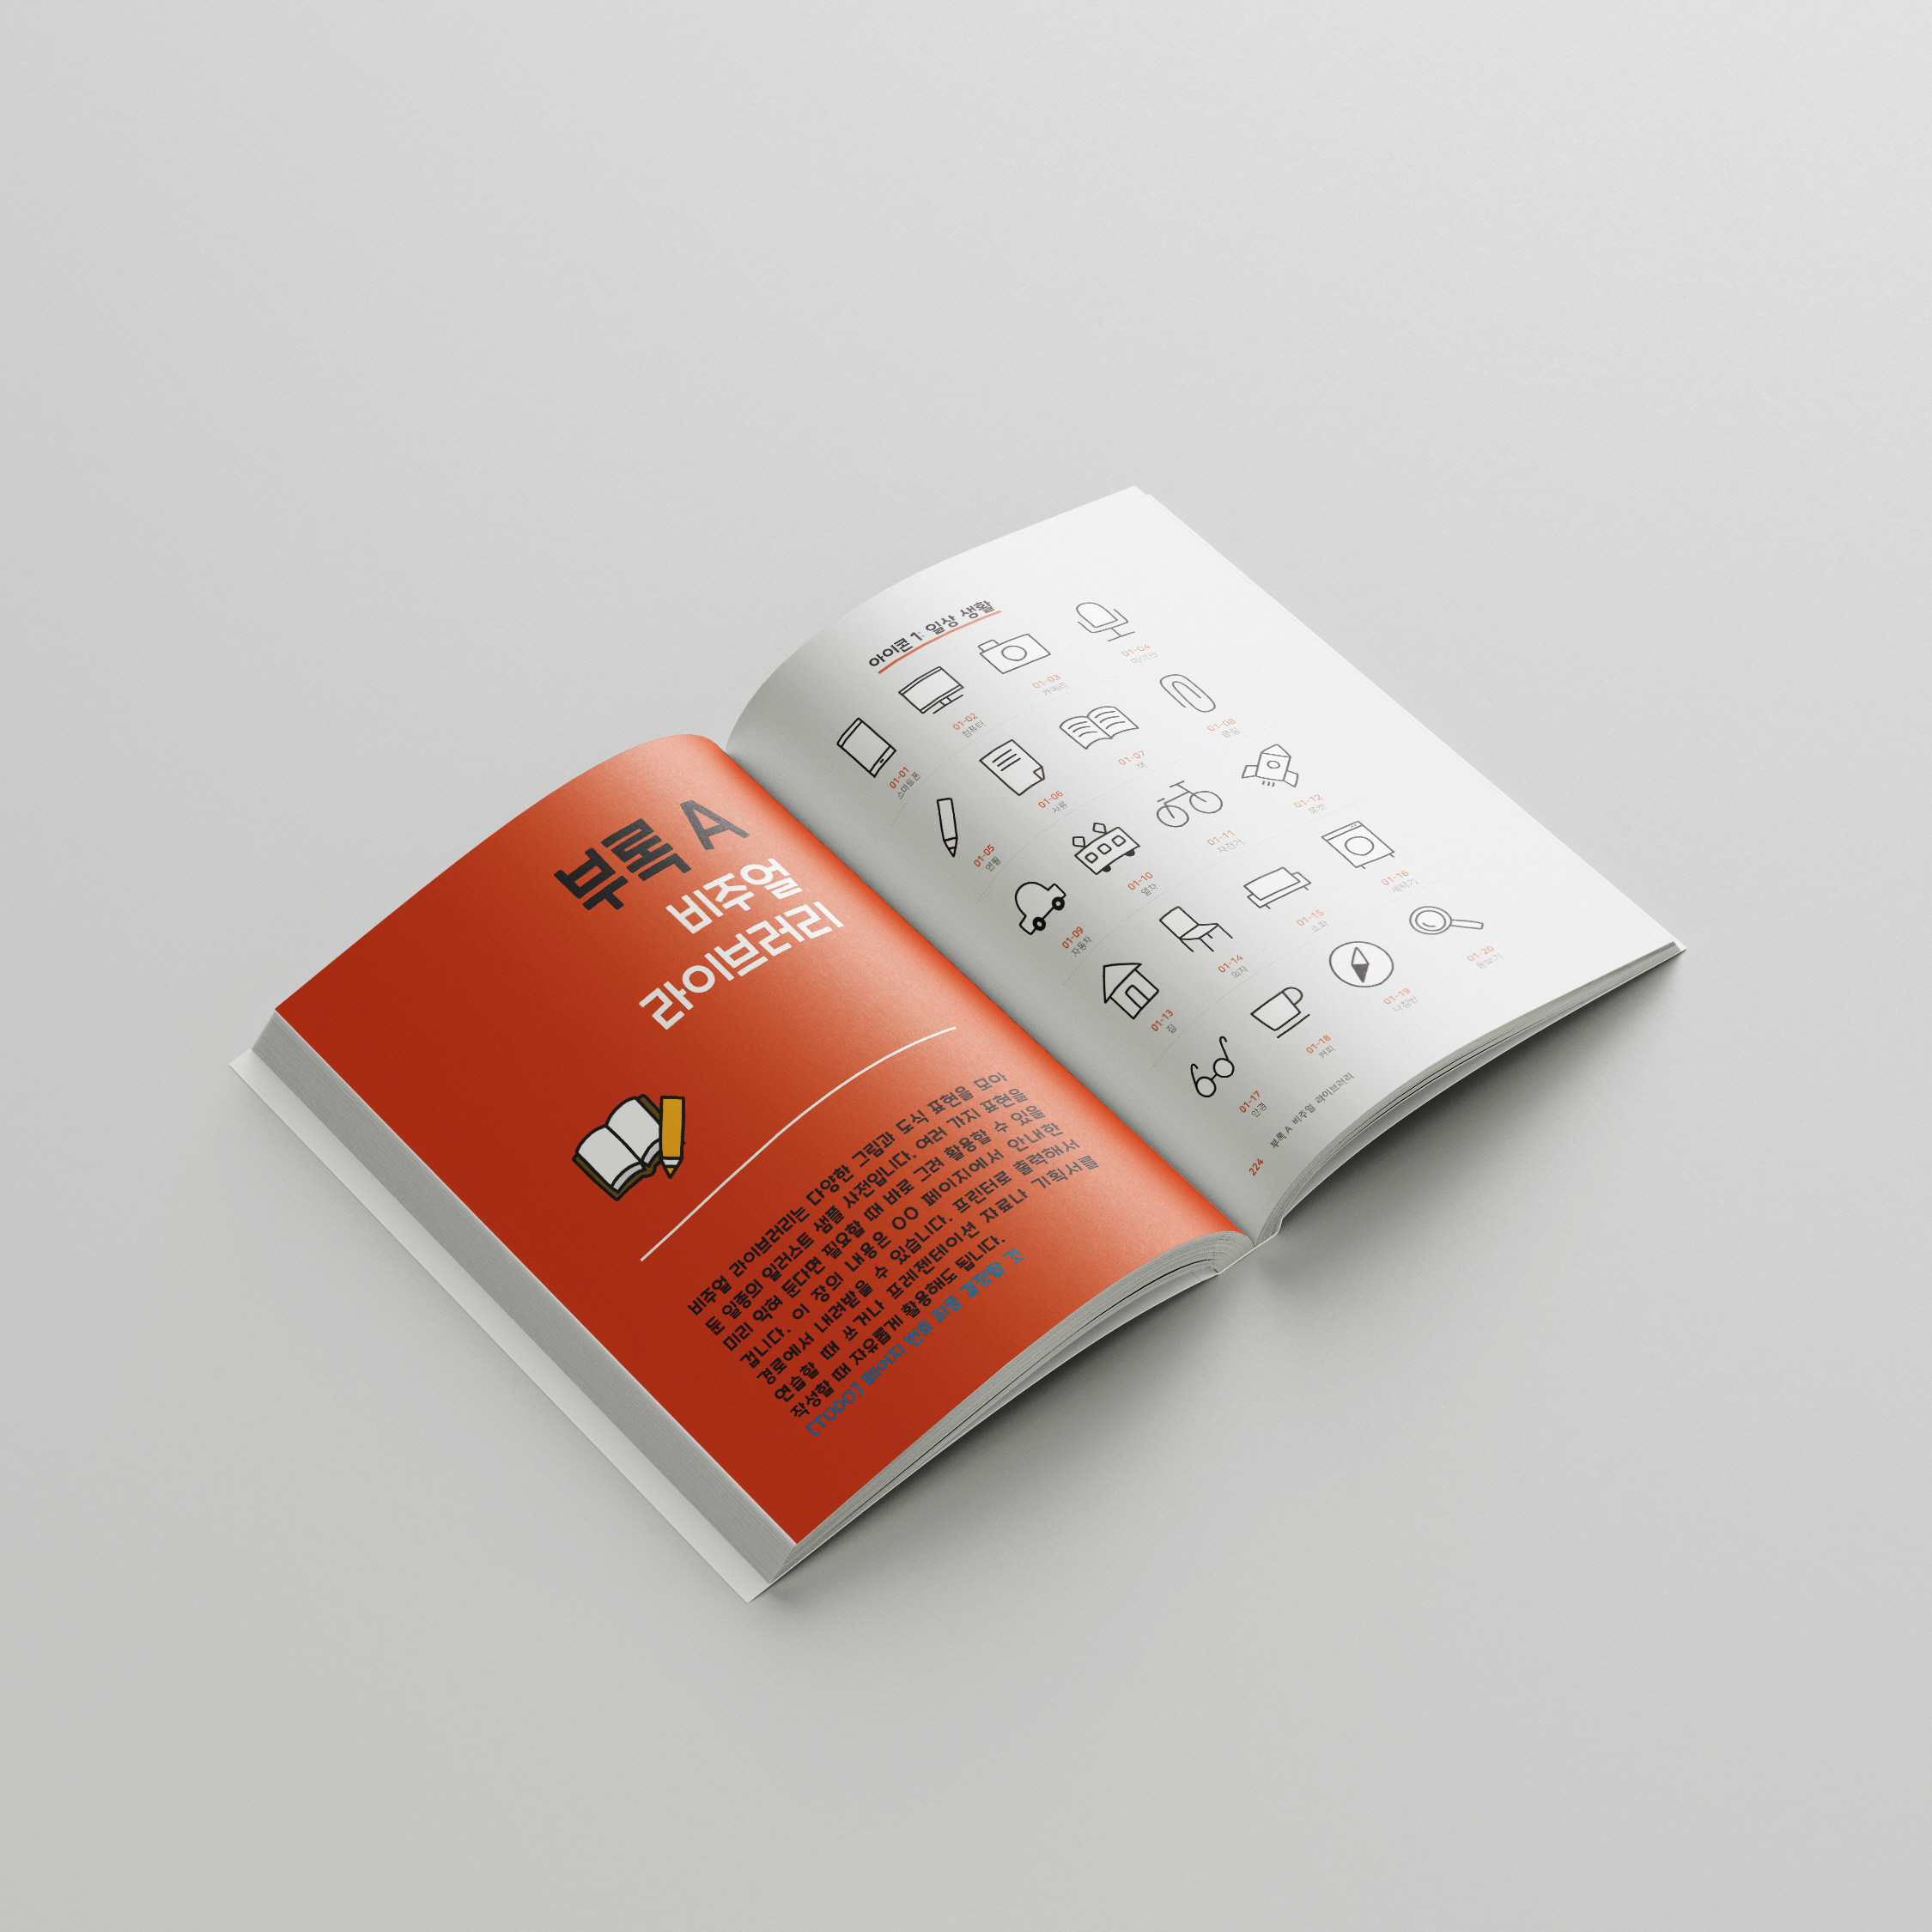 부록 A
비주얼
라이브러리
비주얼 라이브러리는 다양한 그림과 도식 표현을 모아
둔 일종의 일러스트 샘플 사전입니다. 여러 가지 표현을
미리 익혀 둔다면 필요할 때 바로 그려 활용할 수 있을
겁니다. 이 장의 내용은 OO 페이지에서 안내한
경로에서 내려받을 수 있습니다. 프린터로 출력해서
연습할 때 쓰거나 프레젠테이션 자료나 기획서를
작성할 때 자유롭게 활용해도 됩니다.
[TODO] 페이지 번호 최종 결정할 것
아이콘 1: 일상 생활
01-01
스마트폰
01-02
컴퓨터
01-03
카메라
01-04
마이크
01-05
연필
01-06
서류
01-07
책
01-08
클립
01-09
자동차
01-10
열차
01-11
자전거
01-12
로켓
01-13
집
01-14
의자
01-15
소파
01-16
세탁기
01-17
안경
01-18
커피
01-19
나침반
01-20
돋보기
224 부록 A 비주얼 라이브러리